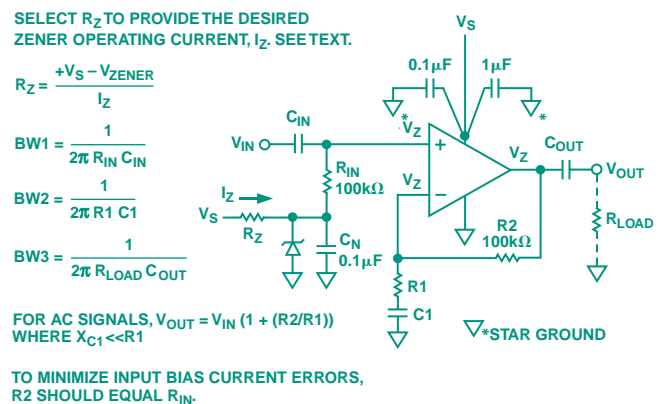 SELECT RZ TO PROVIDE THE DESIRED
ZENER OPERATING CURRENT, IZ. SEE TEXT.
RZ = +VS – VZENER / IZ
BW1 = 1 / 2π RIN CIN
BW2 = 1 / 2π R1 C1
BW3 = 1 / 2π RLOAD COUT
FOR AC SIGNALS, VOUT = VIN (1 + (R2/R1))
WHERE XC1 <<R1
TO MINIMIZE INPUT BIAS CURRENT ERRORS,
R2 SHOULD EQUAL RIN.
VS
0.1µF
1µF
*
*
CIN
VIN
VZ
+
RIN
100kΩ
VZ
–
VZ
COUT
VOUT
RLOAD
IZ
VS
RZ
CN
0.1µF
R2
100kΩ
R1
C1
*STAR GROUND